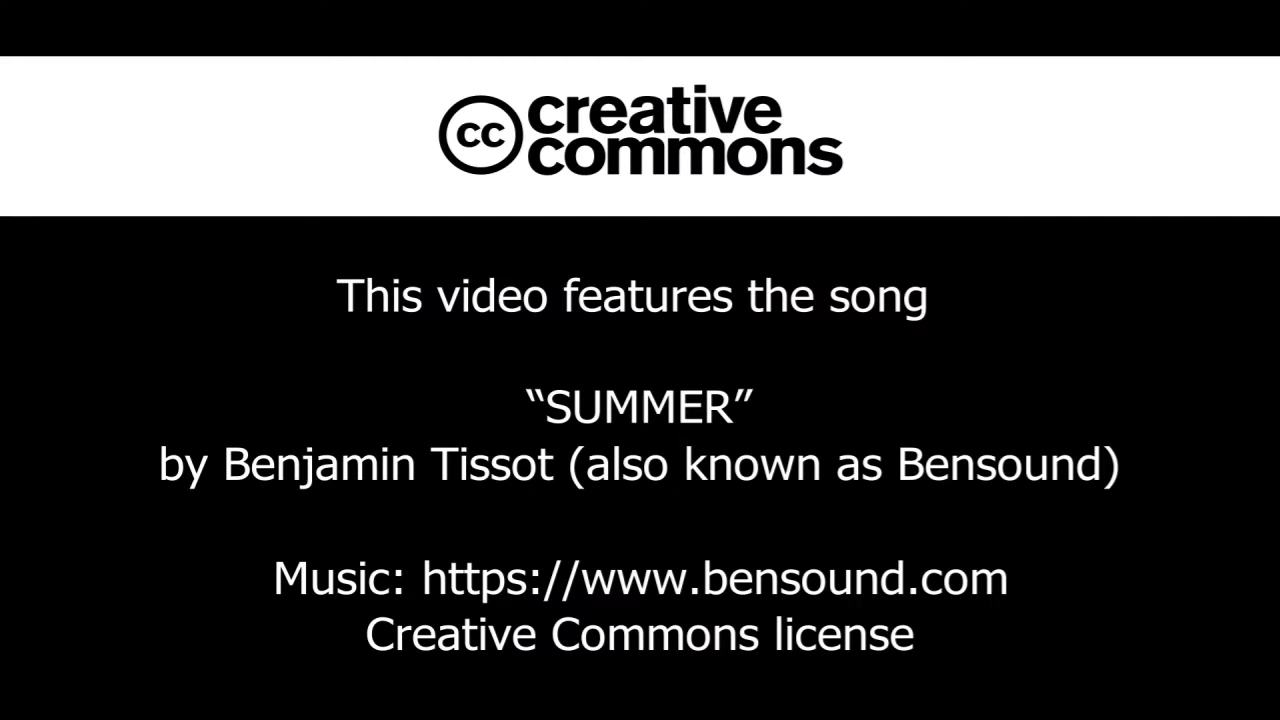 cc creative
commons
This video features the song
“SUMMER”
by Benjamin Tissot (also known as Bensound)
Music: https://www.bensound.com
Creative Commons license